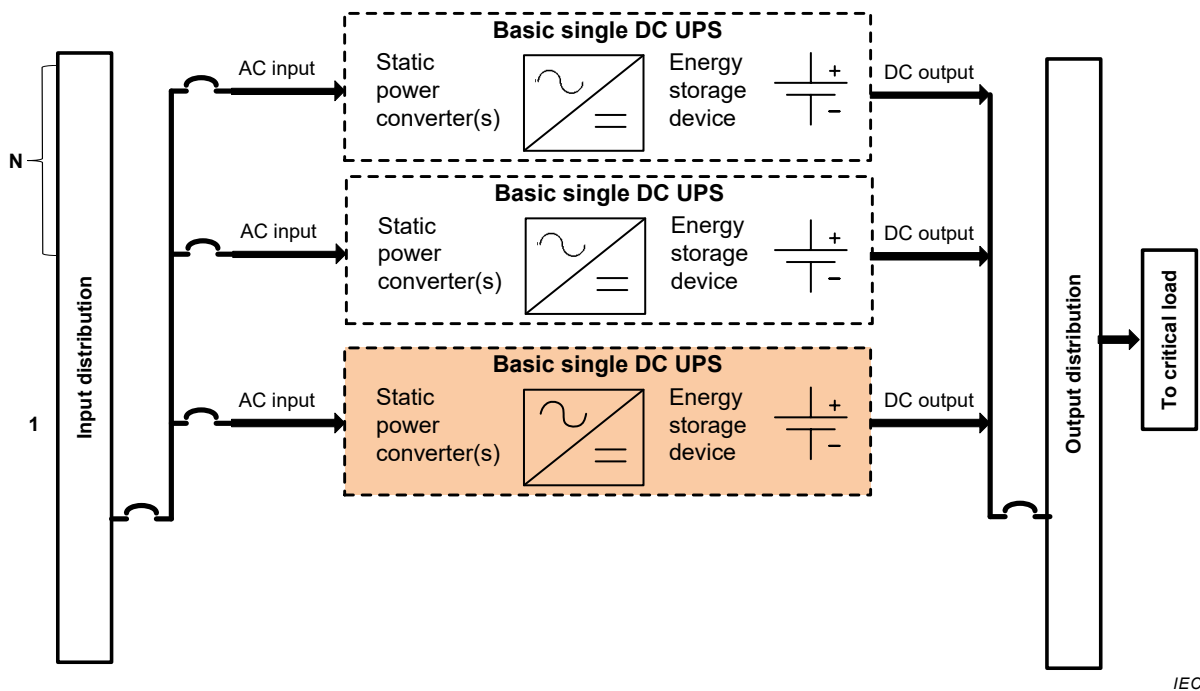 Basic single DC UPS
AC input
Static
power
converter(s)
Energy
storage
device
+
−
DC output
N
Basic single DC UPS
AC input
Static
power
converter(s)
Energy
storage
device
+
−
DC output
Basic single DC UPS
AC input
Static
power
converter(s)
Energy
storage
device
+
−
DC output
1
Input distribution
Output distribution
To critical load
IEC